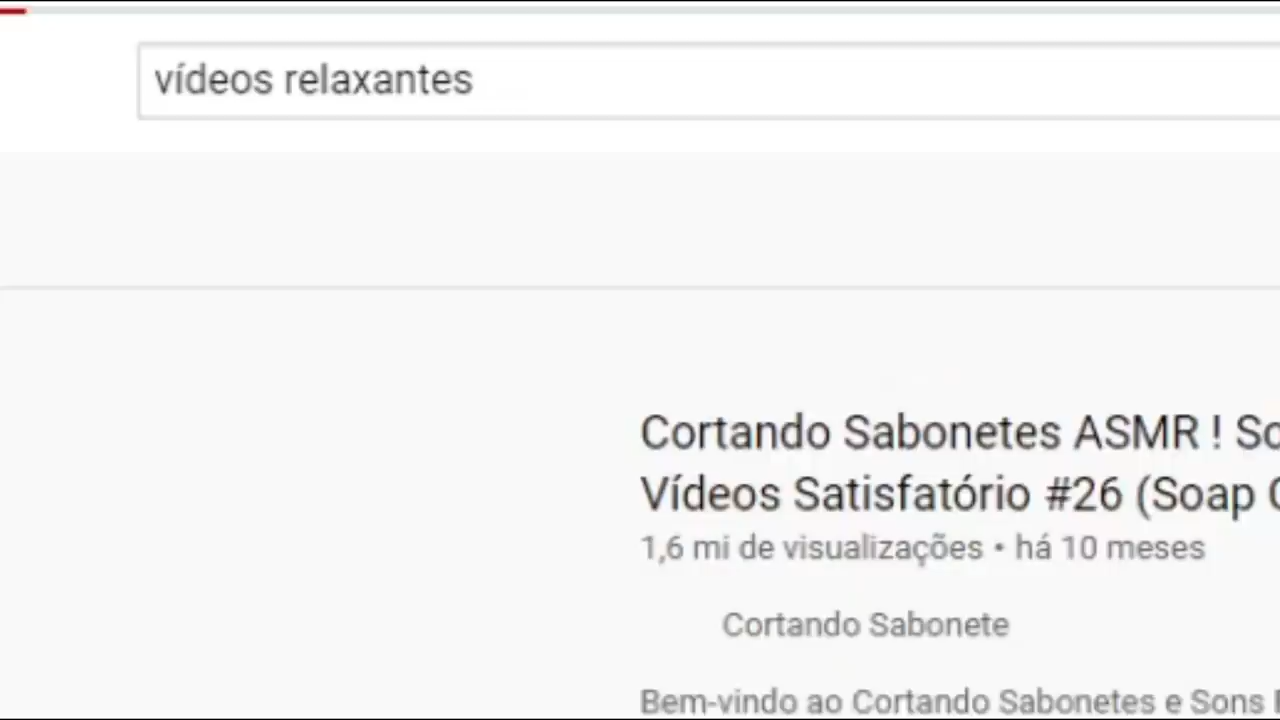 vídeos relaxantes
Cortando Sabonetes ASMR ! So
Vídeos Satisfatório #26 (Soap
1,6 mi de visualizações • há 10 meses
Cortando Sabonete
Bem-vindo ao Cortando Sabonetes e Sons